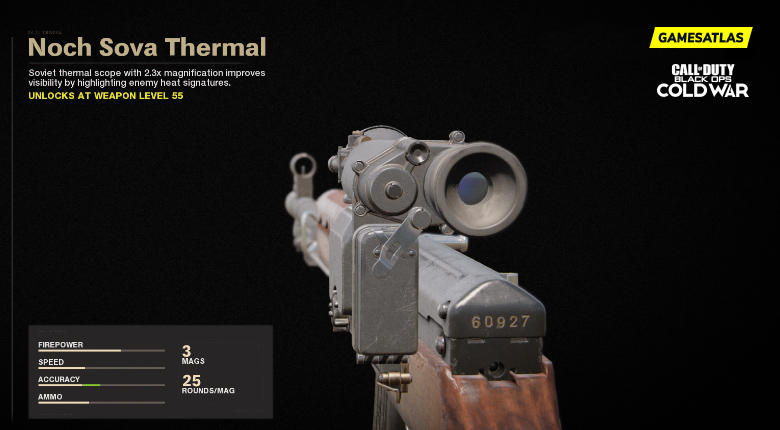 Noch Sova Thermal
Soviet thermal scope with 2.3x magnification improves
visibility by highlighting enemy heat signatures.
UNLOCKS AT WEAPON LEVEL 55
GAMESATLAS
CALL OF DUTY
BLACK OPS
COLD WAR
60927
FIREPOWER
SPEED
ACCURACY
AMMO
3
MAGS
25
ROUNDS/MAG